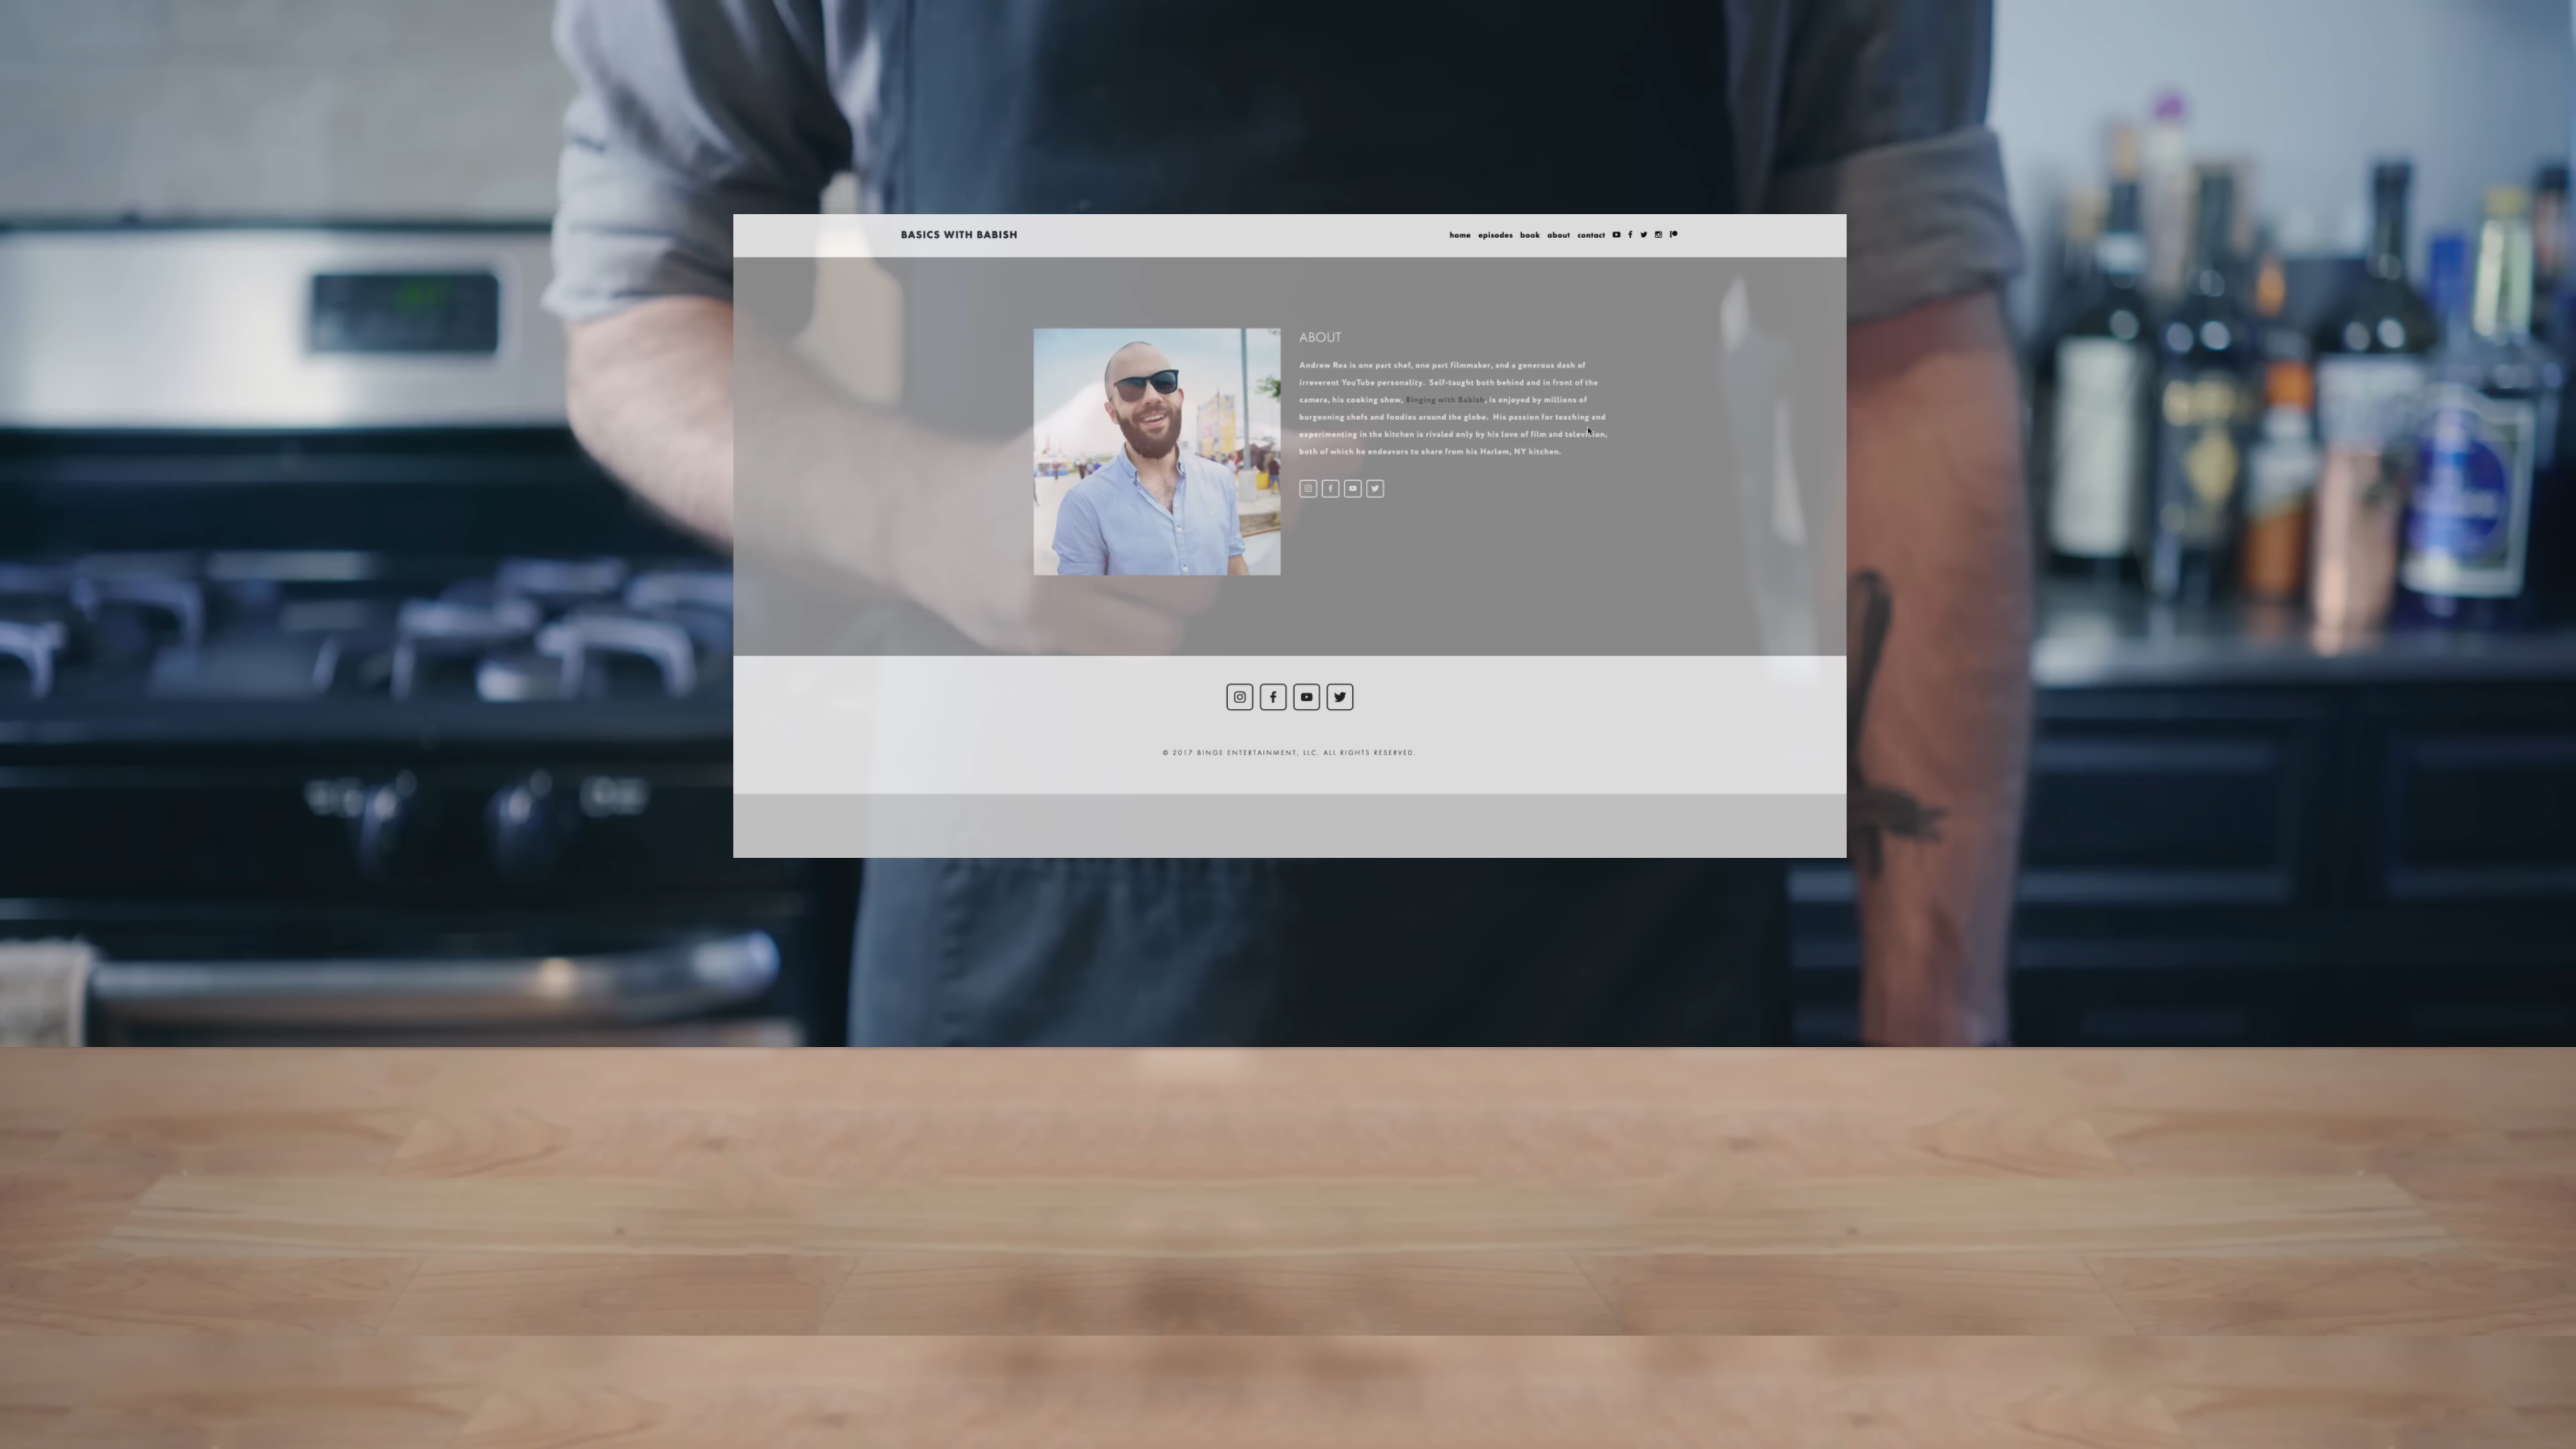 BASICS WITH BABISH
home episodes book about contact
ABOUT
Andrew Rea is one part chef, one part filmmaker, and a generous dash of
irreverent YouTube personality. Self-taught both behind and in front of the
camera, his cooking show, Binging with Babish, is enjoyed by millions of
burgeoning chefs and foodies around the globe. His passion for teaching and
experimenting in the kitchen is rivaled only by his love of film and television,
both of which he endeavors to share from his Harlem, NY kitchen.
© 2017 BINGE ENTERTAINMENT, LLC. ALL RIGHTS RESERVED.